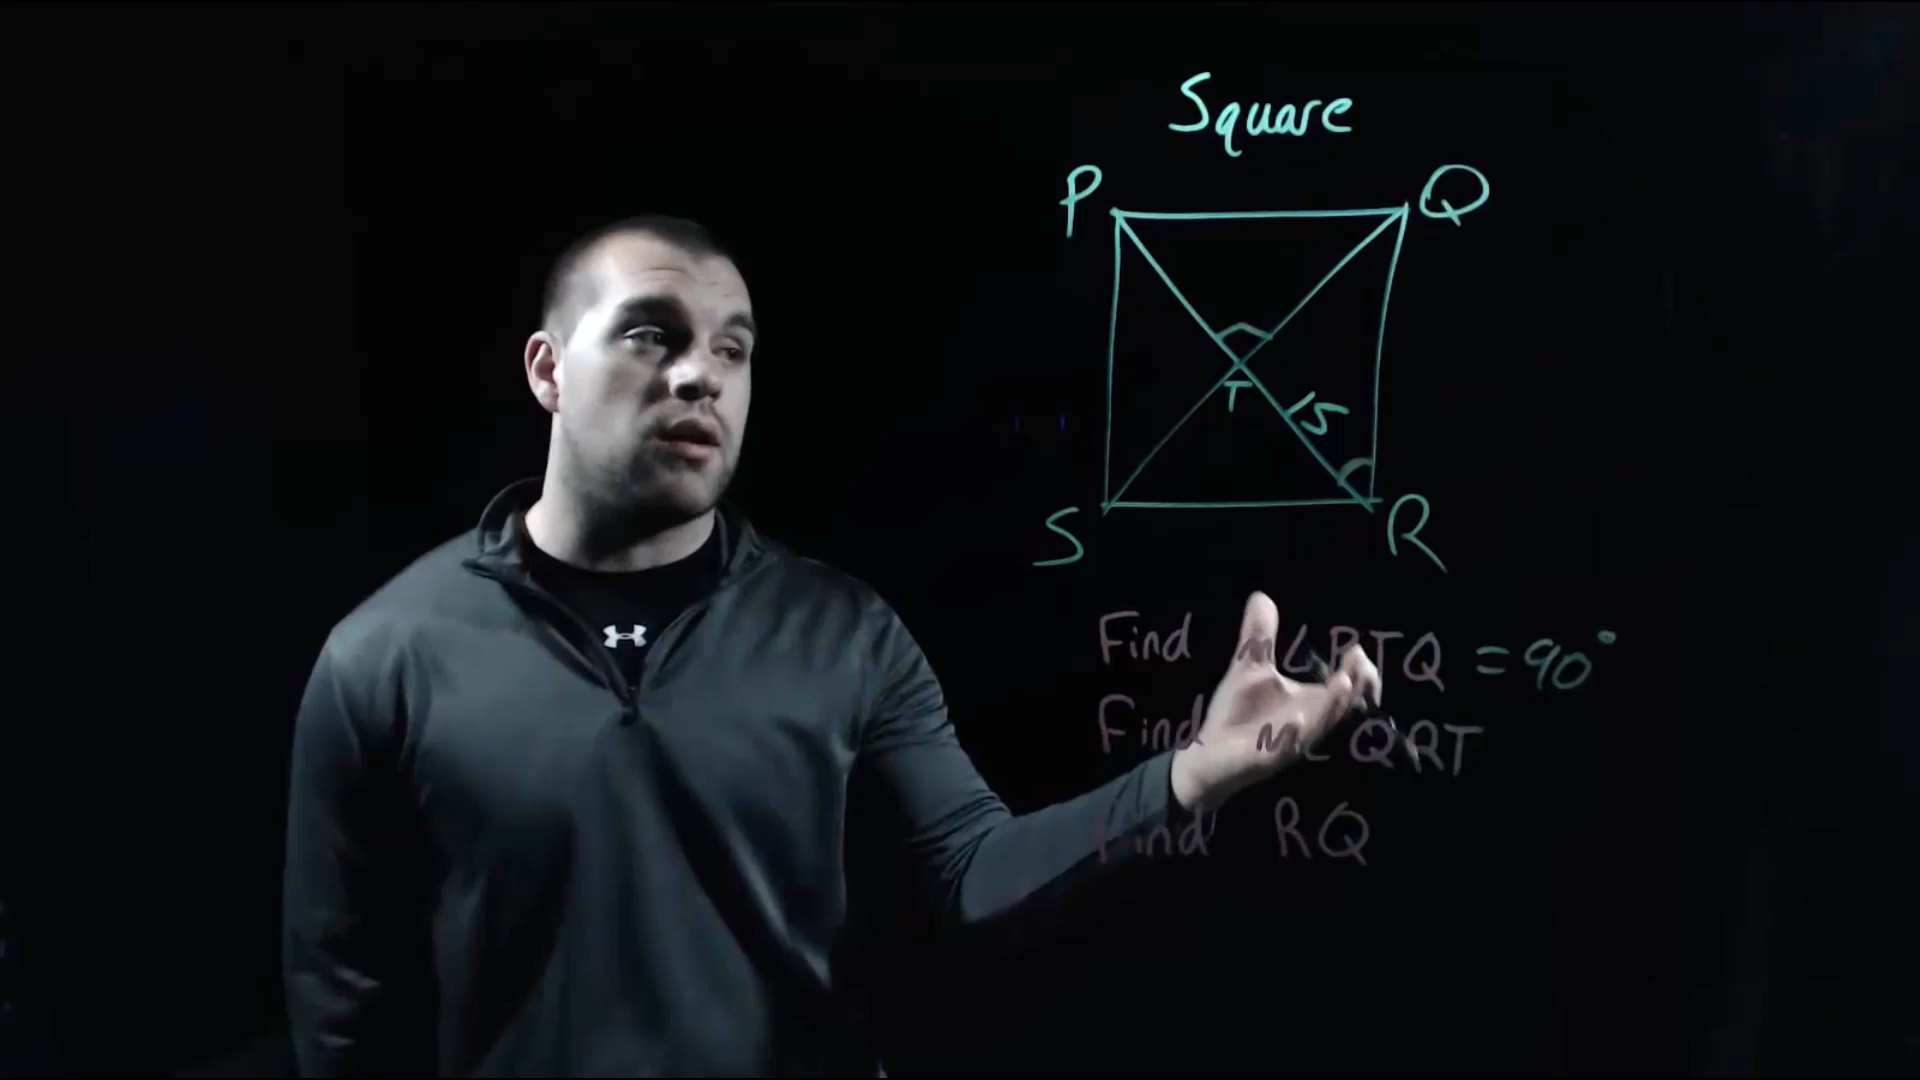 Square
P Q
T
15
S R
Find m∠PTQ = 90°
Find m∠QRT
Find RQ